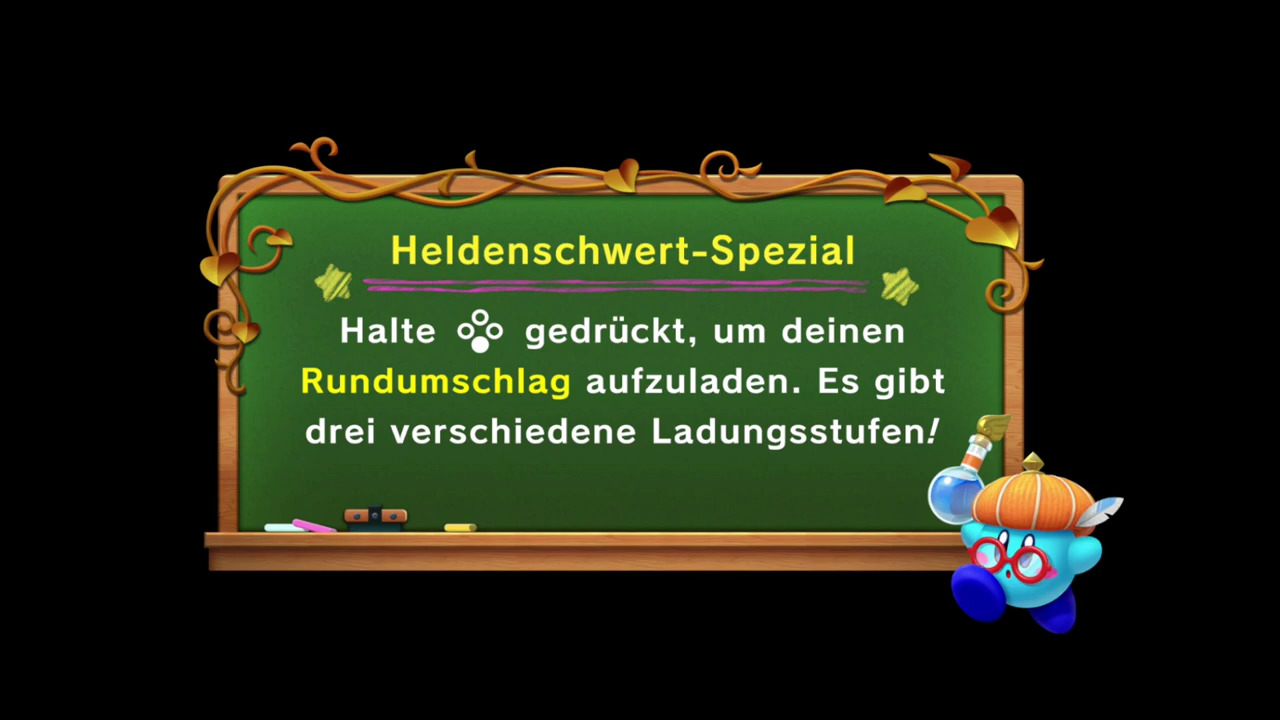 Heldenschwert-Spezial
Halte gedrückt, um deinen
Rundumschlag aufzuladen. Es gibt
drei verschiedene Ladungsstufen!